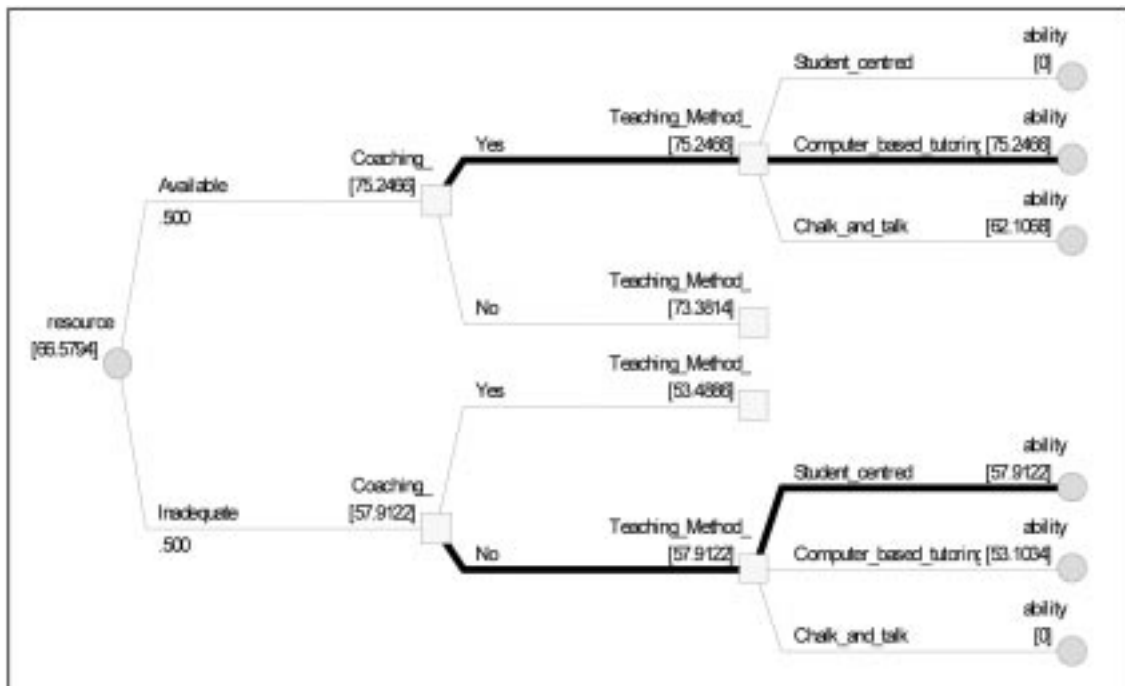 ability
Student_centred [0]
Teaching_Method_ ability
Yes [75.2466] Computer_based_tutoring [75.2466]
Coaching_
Available [75.2466] ability
.500 Chalk_and_talk [62.1058]
Teaching_Method_
No [73.3814]
resource
[66.5794] Teaching_Method_
Yes [53.4886]
ability
Coaching_ Student_centred [57.9122]
Inadequate [57.9122]
.500 Teaching_Method_ ability
No [57.9122] Computer_based_tutoring [53.1034]
ability
Chalk_and_talk [0]